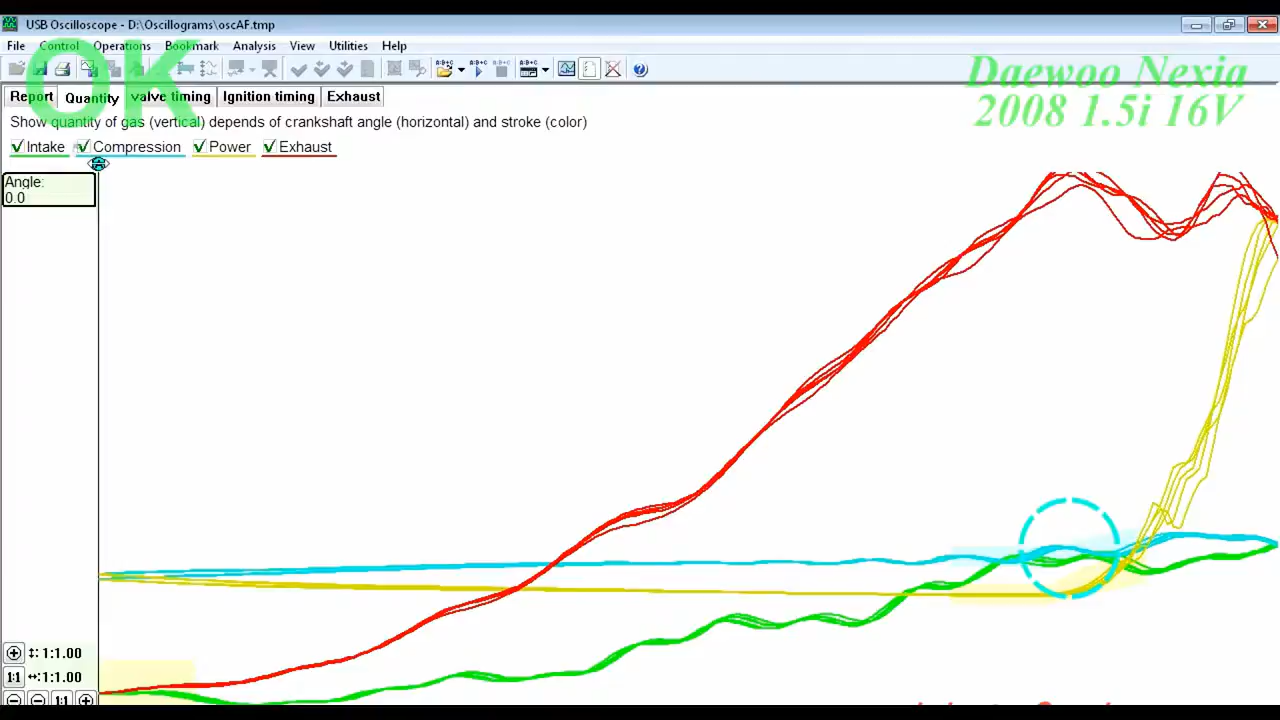 USB Oscilloscope - D:\Oscillograms\oscAF.tmp
File Control Operations Bookmark Analysis View Utilities Help
OK
Daewoo Nexia
2008 1.5i 16V
Report Quantity valve timing Ignition timing Exhaust
Show quantity of gas (vertical) depends of crankshaft angle (horizontal) and stroke (color)
Intake Compression Power Exhaust
Angle:
0.0
1:1.00
1:1 1:1.00
1:1